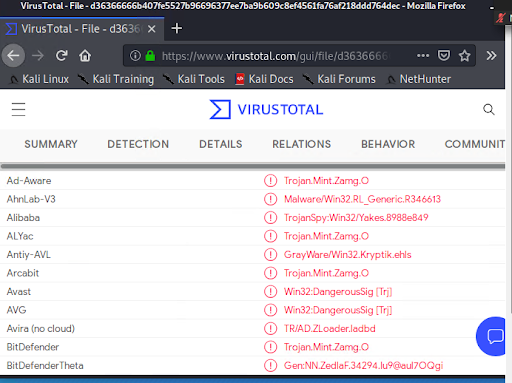 VirusTotal - File - d36366666b407fe5527b96696377ee7ba9b609c8ef4561fa76af218ddd764dec - Mozilla Firefox
VirusTotal - File - d3636
https://www.virustotal.com/gui/file/d3636666
Kali Linux Kali Training Kali Tools Kali Docs Kali Forums NetHunter
VIRUSTOTAL
SUMMARY DETECTION DETAILS RELATIONS BEHAVIOR COMMUNIT
Ad-Aware Trojan.Mint.Zamg.O
AhnLab-V3 Malware/Win32.RL_Generic.R346613
Alibaba TrojanSpy:Win32/Yakes.8988e849
ALYac Trojan.Mint.Zamg.O
Antiy-AVL GrayWare/Win32.Kryptik.ehls
Arcabit Trojan.Mint.Zamg.O
Avast Win32:DangerousSig [Trj]
AVG Win32:DangerousSig [Trj]
Avira (no cloud) TR/AD.ZLoader.ladbd
BitDefender Trojan.Mint.Zamg.O
BitDefenderTheta Gen:NN.ZedlaF.34294.lu9@aul7OQgi